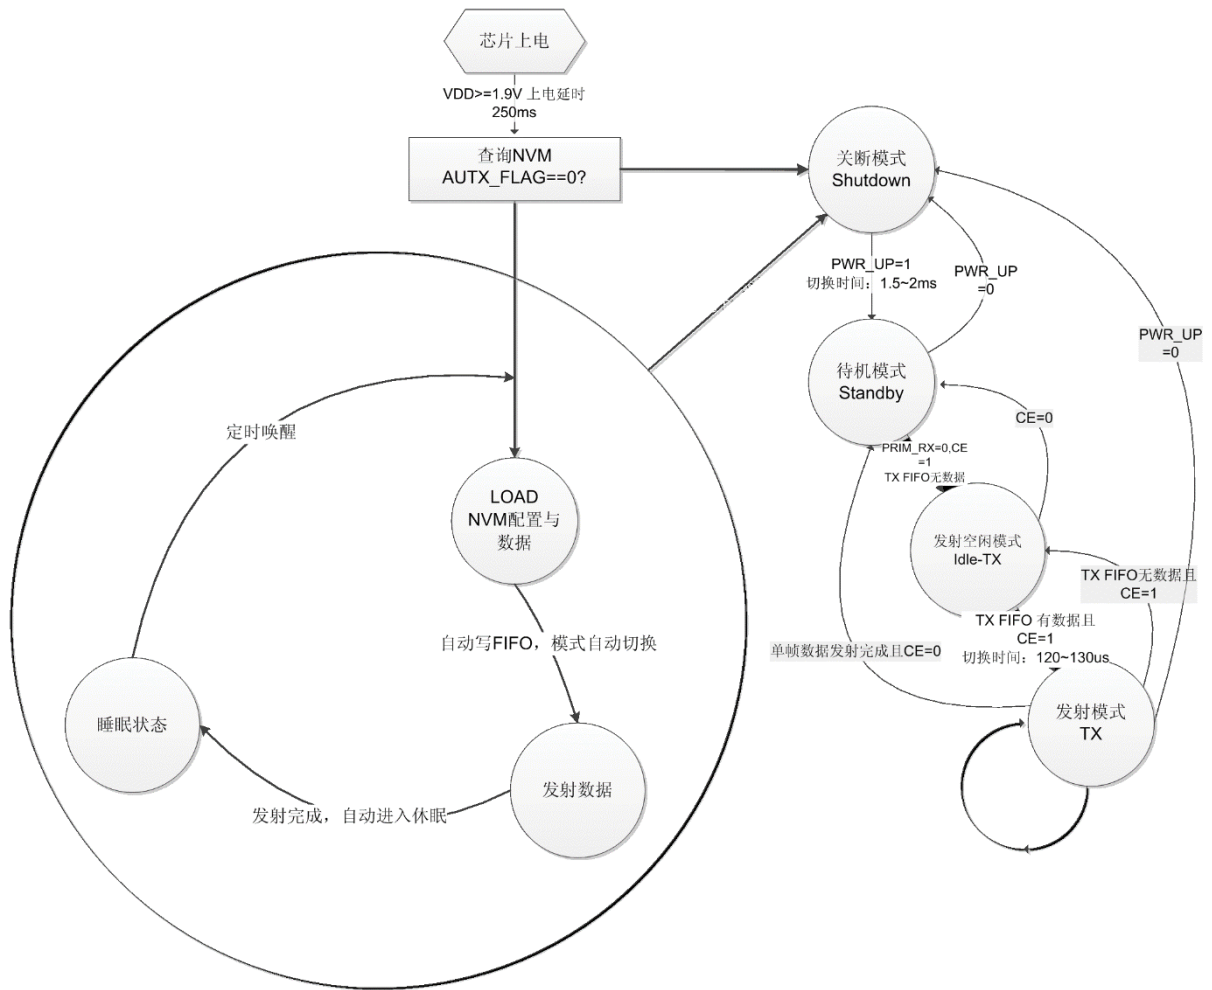 芯片上电
VDD>=1.9V 上电延时
250ms
查询NVM
AUTX_FLAG==0?
关断模式
Shutdown
PWR_UP=1
切换时间：1.5~2ms
PWR_UP
=0
PWR_UP
=0
待机模式
Standby
CE=0
PRIM_RX=0,CE
=1
TX FIFO无数据
定时唤醒
LOAD
NVM配置与
数据
发射空闲模式
Idle-TX
TX FIFO无数据且
CE=1
TX FIFO 有数据且
CE=1
切换时间：120~130us
自动写FIFO，模式自动切换
单帧数据发射完成且CE=0
睡眠状态
发射模式
TX
发射数据
发射完成，自动进入休眠